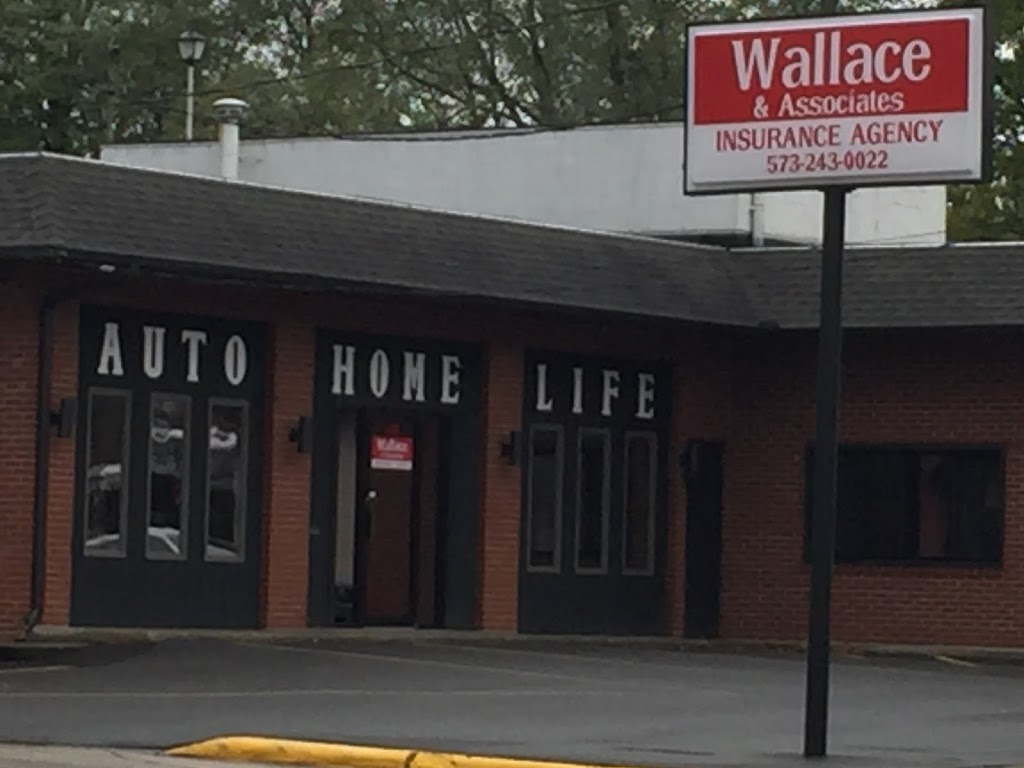 Wallace
& Associates
INSURANCE AGENCY
573-243-0022
AUTO HOME LIFE
Wallace